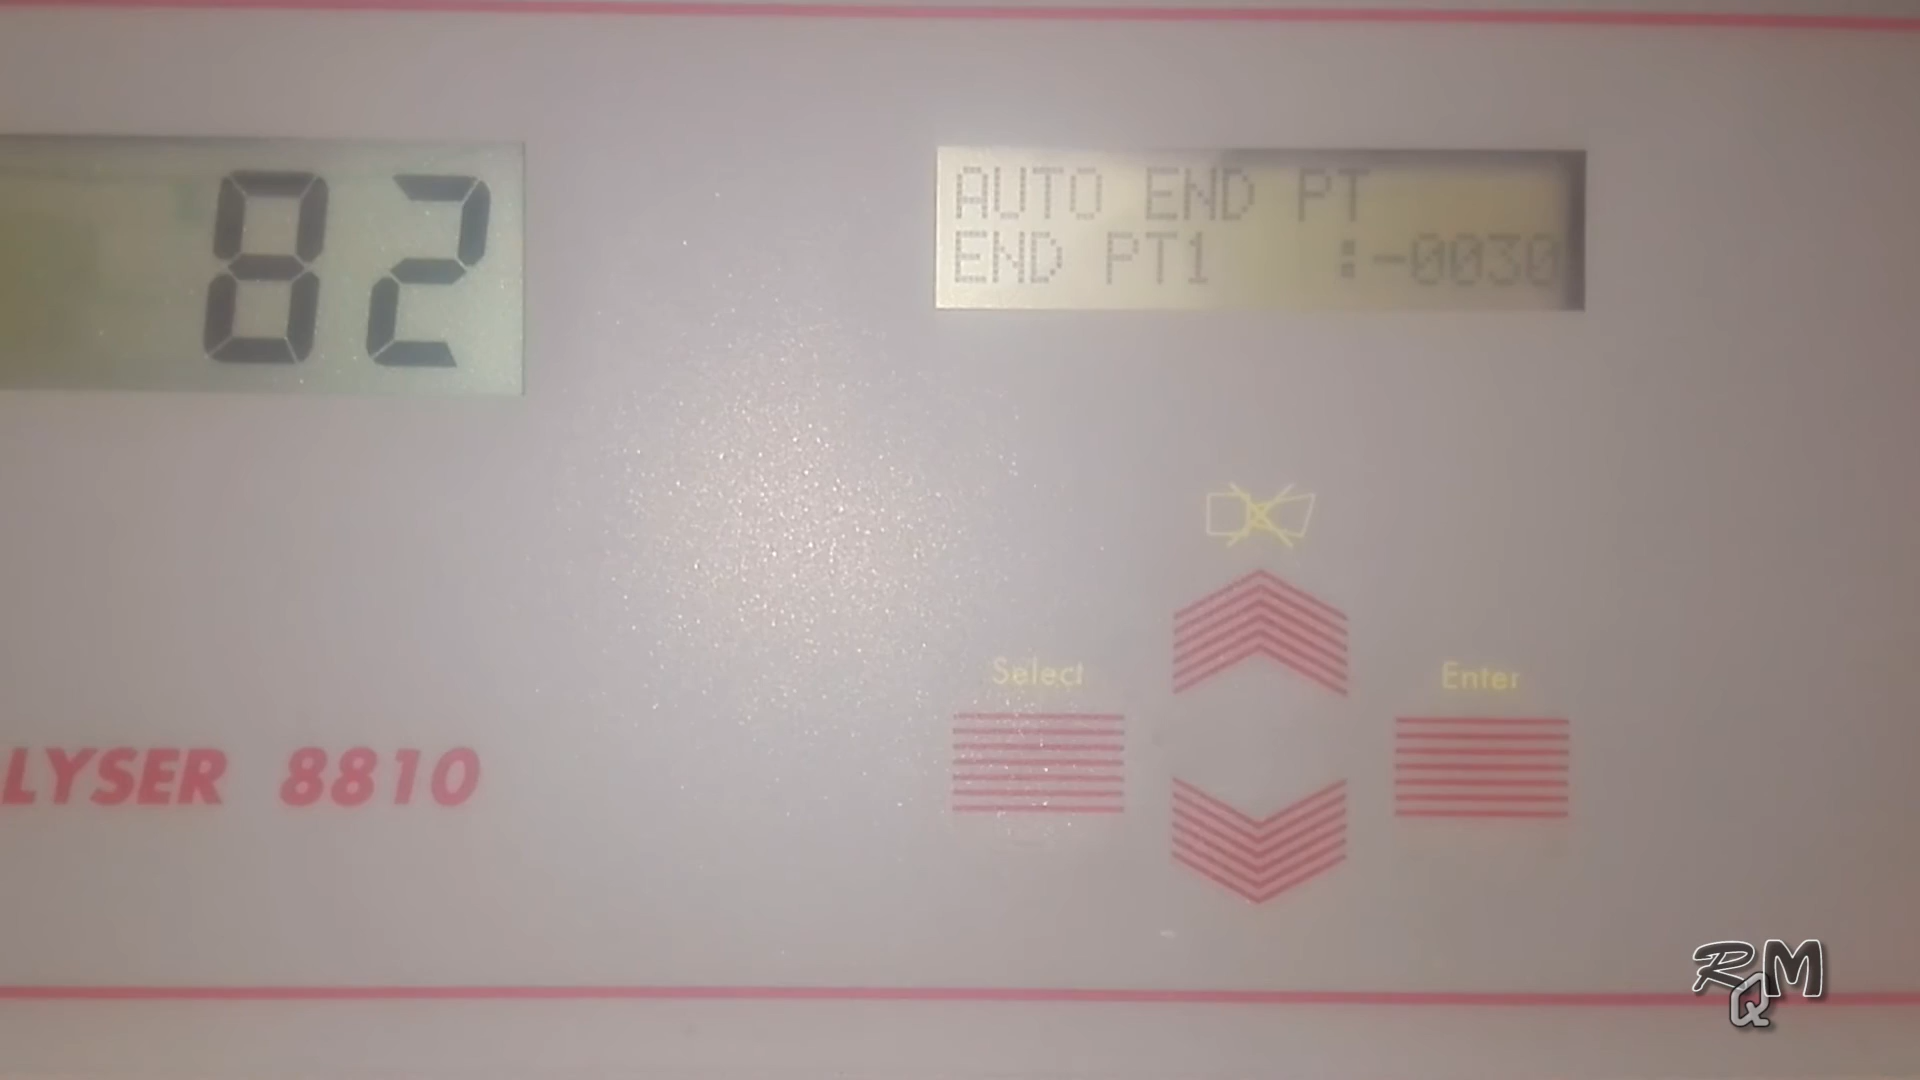 82
AUTO END PT
END PT1 :-0030
Select
Enter
LYSER 8810
RQM